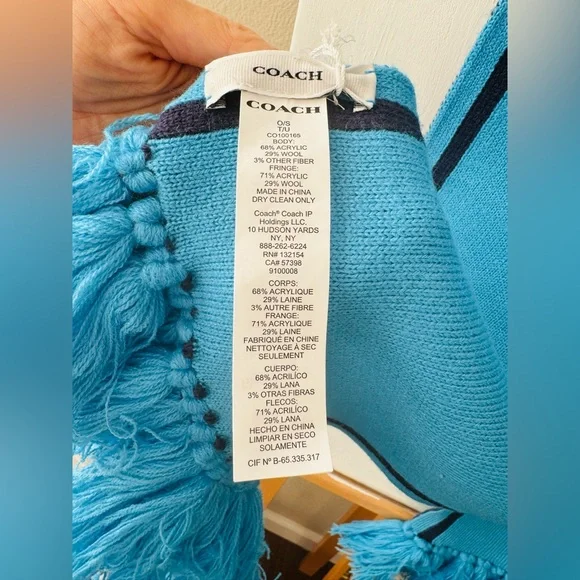 COACH
COACH
O/S
T/U
CO100165
BODY:
68% ACRYLIC
29% WOOL
3% OTHER FIBER
FRINGE:
71% ACRYLIC
29% WOOL
MADE IN CHINA
DRY CLEAN ONLY
Coach® Coach IP
Holdings LLC.
10 HUDSON YARDS
NY, NY
888-262-6224
RN# 132154
CA# 57398
9100008
CORPS:
68% ACRYLIQUE
29% LAINE
3% AUTRE FIBRE
FRANGE:
71% ACRYLIQUE
29% LAINE
FABRIQUÉ EN CHINE
NETTOYAGE À SEC
SEULEMENT
CUERPO:
68% ACRÍLICO
29% LANA
3% OTRAS FIBRAS
FLECOS:
71% ACRÍLICO
29% LANA
HECHO EN CHINA
LIMPIAR EN SECO
SOLAMENTE
CIF Nº B-65.335.317